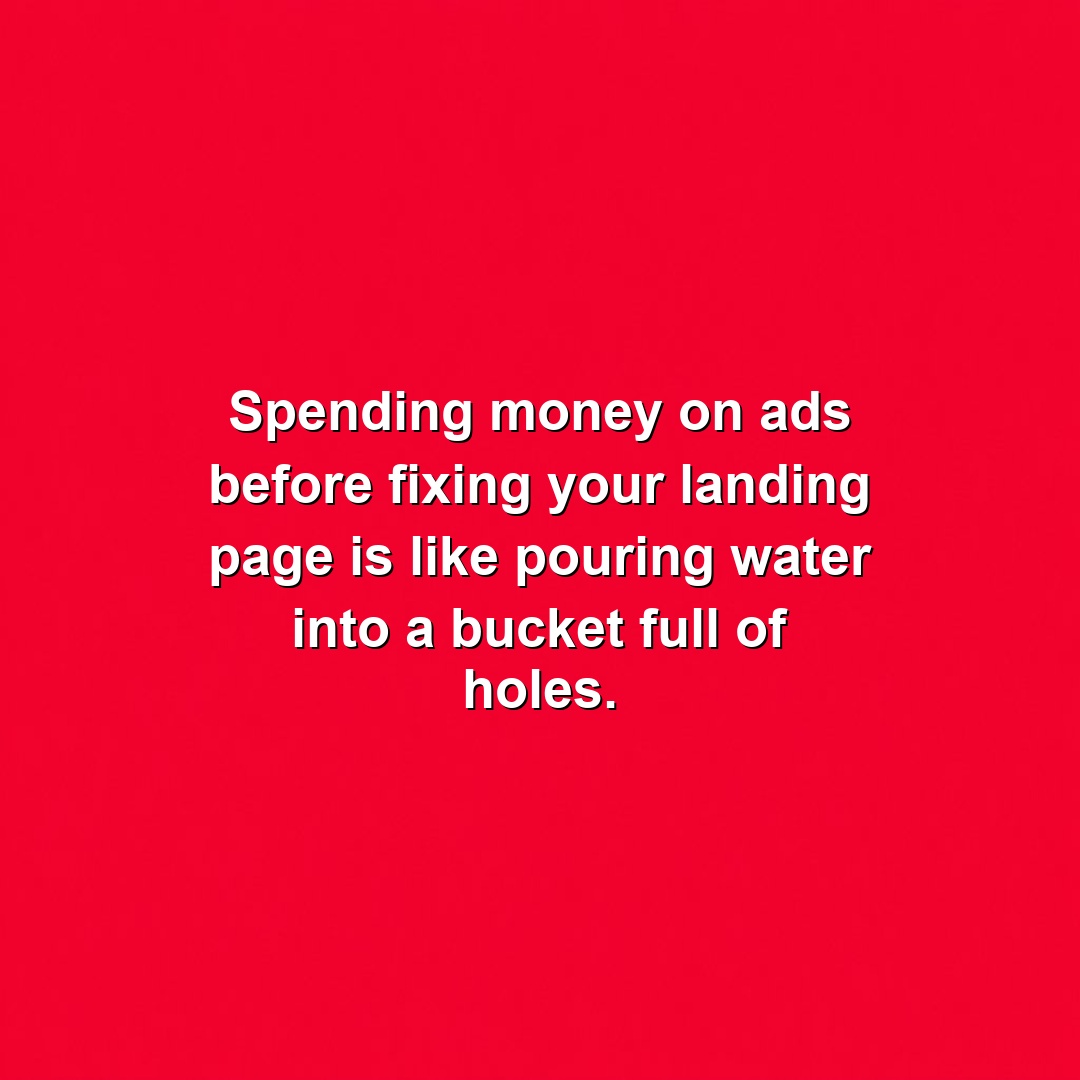 Spending money on ads
before fixing your landing
page is like pouring water
into a bucket full of
holes.